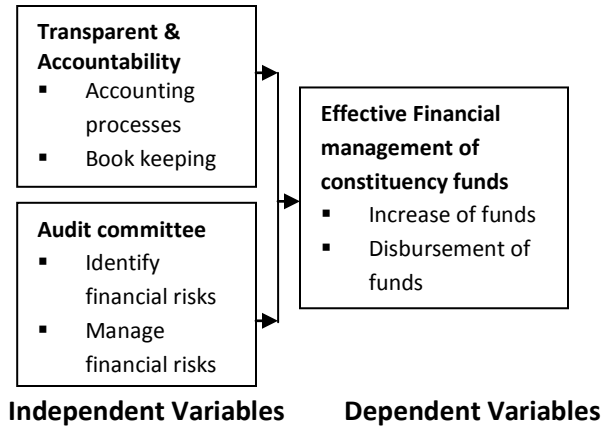 Transparent &
Accountability
▪ Accounting
processes
▪ Book keeping
Audit committee
▪ Identify
financial risks
▪ Manage
financial risks
Effective Financial
management of
constituency funds
▪ Increase of funds
▪ Disbursement of
funds
Independent Variables
Dependent Variables